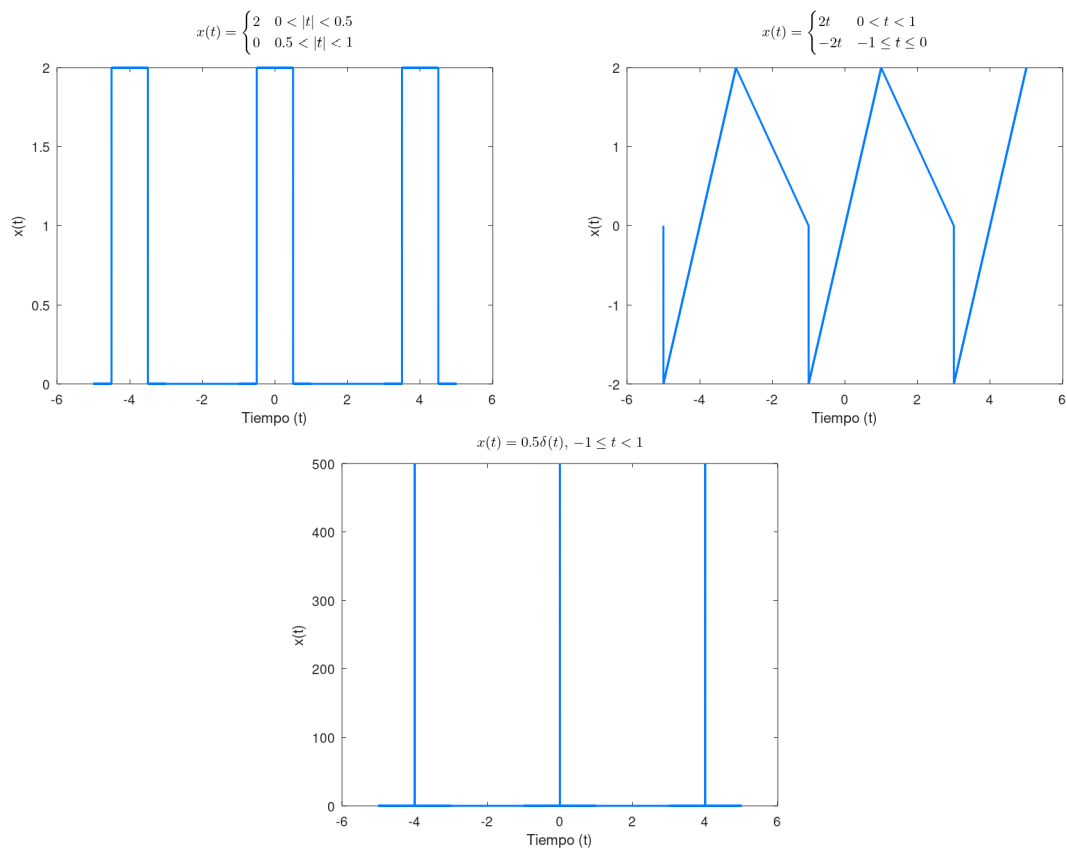 x(t) = { 2 0 < |t| < 0.5
0 0.5 < |t| < 1
2
1.5
1
0.5
0
x(t)
-6 -4 -2 0 2 4 6
Tiempo (t)
x(t) = { 2t 0 < t < 1
−2t −1 ≤ t ≤ 0
2
1
0
-1
-2
x(t)
-6 -4 -2 0 2 4 6
Tiempo (t)
x(t) = 0.5δ(t), −1 ≤ t < 1
500
400
300
200
100
0
x(t)
-6 -4 -2 0 2 4 6
Tiempo (t)